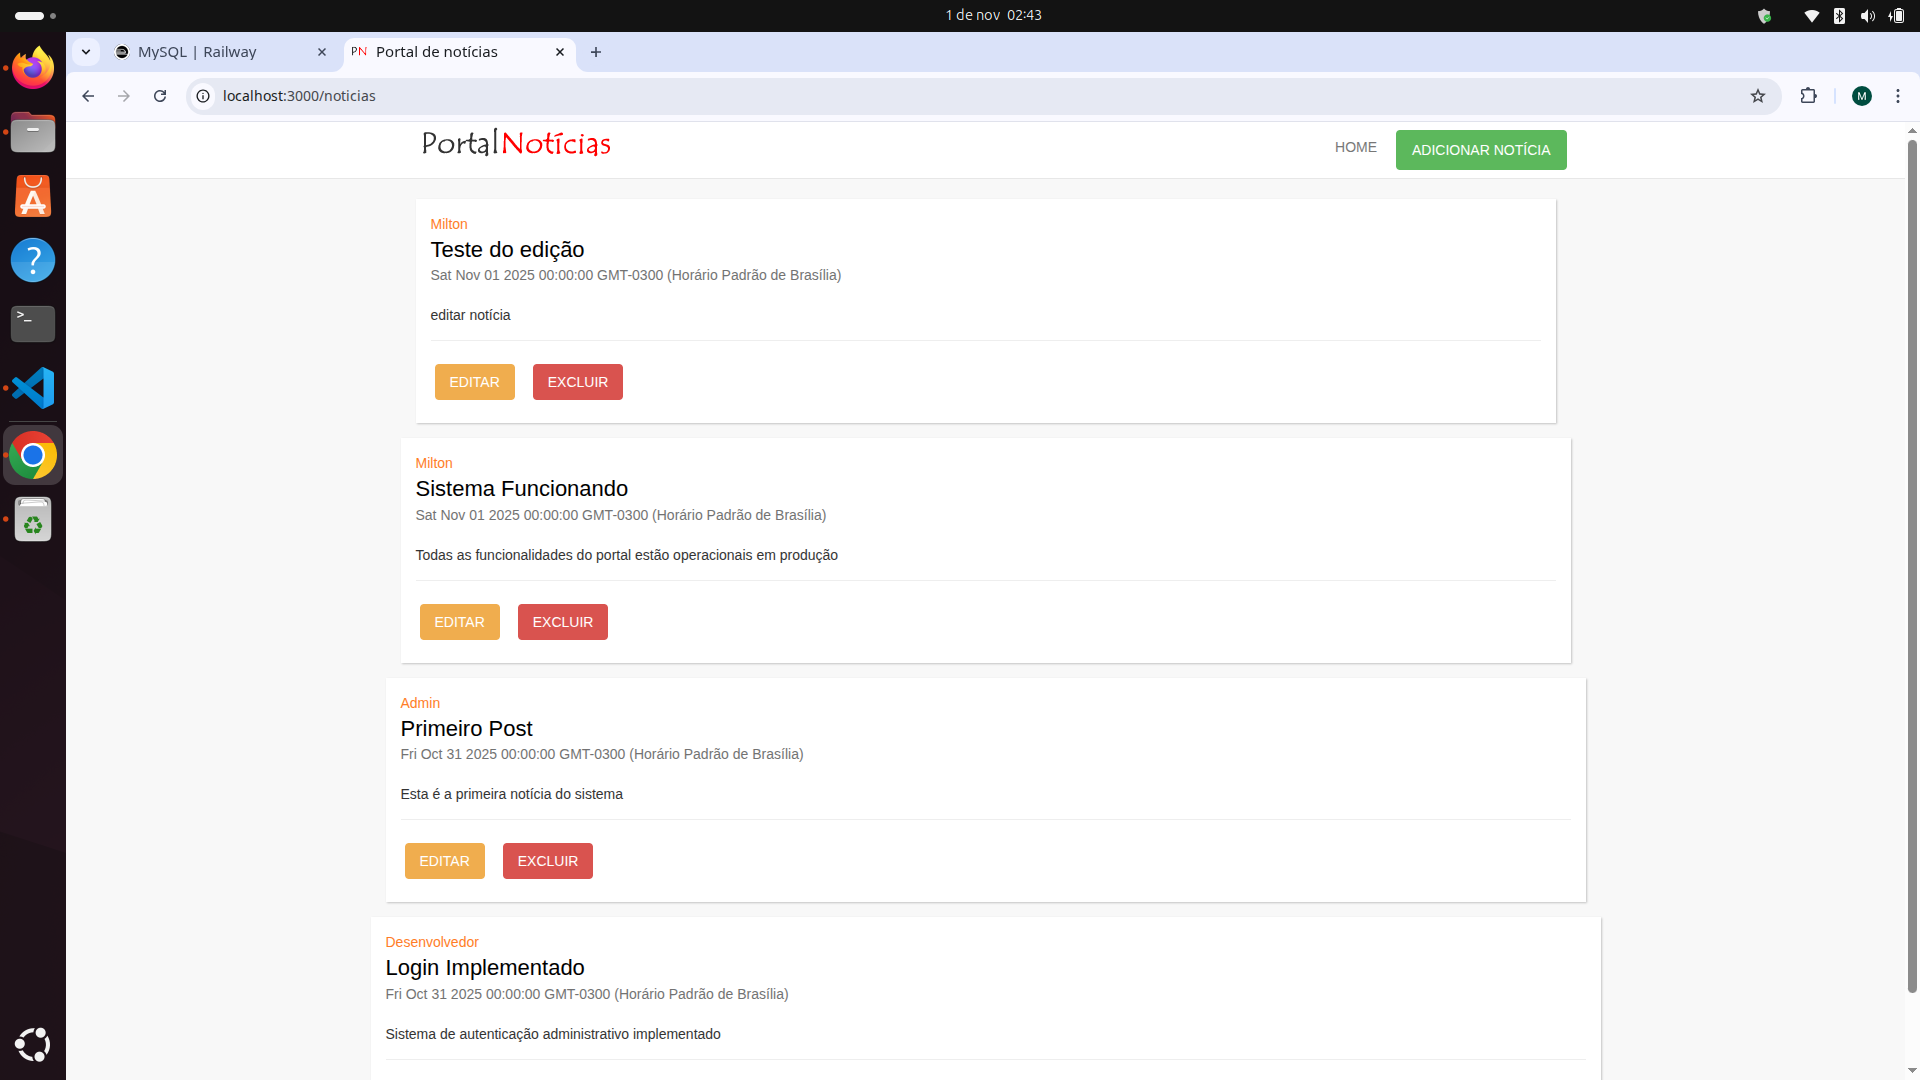 1 de nov 02:43
MySQL | Railway
PN Portal de notícias
localhost:3000/noticias
M
PortalNotícias
HOME
ADICIONAR NOTÍCIA
Milton
Teste do edição
Sat Nov 01 2025 00:00:00 GMT-0300 (Horário Padrão de Brasília)
editar notícia
EDITAR EXCLUIR
Milton
Sistema Funcionando
Sat Nov 01 2025 00:00:00 GMT-0300 (Horário Padrão de Brasília)
Todas as funcionalidades do portal estão operacionais em produção
EDITAR EXCLUIR
Admin
Primeiro Post
Fri Oct 31 2025 00:00:00 GMT-0300 (Horário Padrão de Brasília)
Esta é a primeira notícia do sistema
EDITAR EXCLUIR
Desenvolvedor
Login Implementado
Fri Oct 31 2025 00:00:00 GMT-0300 (Horário Padrão de Brasília)
Sistema de autenticação administrativo implementado